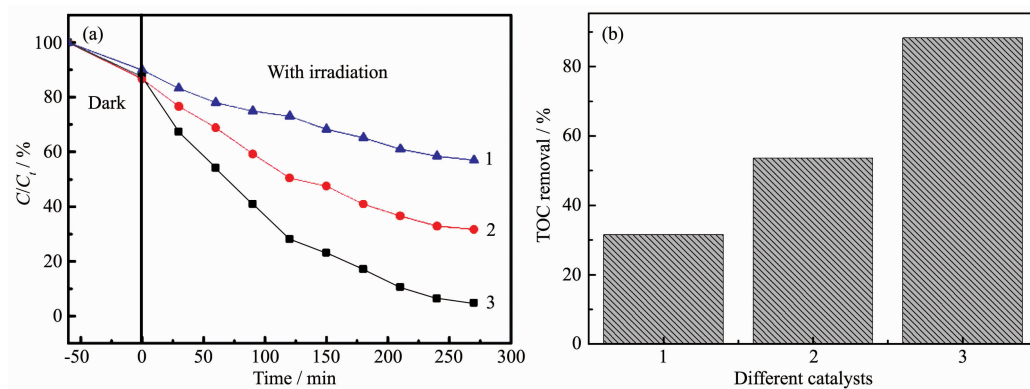 (a)
With irradiation
Dark
1
2
3
C/Ct / %
100
80
60
40
20
0
-50 0 50 100 150 200 250 300
Time / min
(b)
TOC removal / %
80
60
40
20
0
1 2 3
Different catalysts